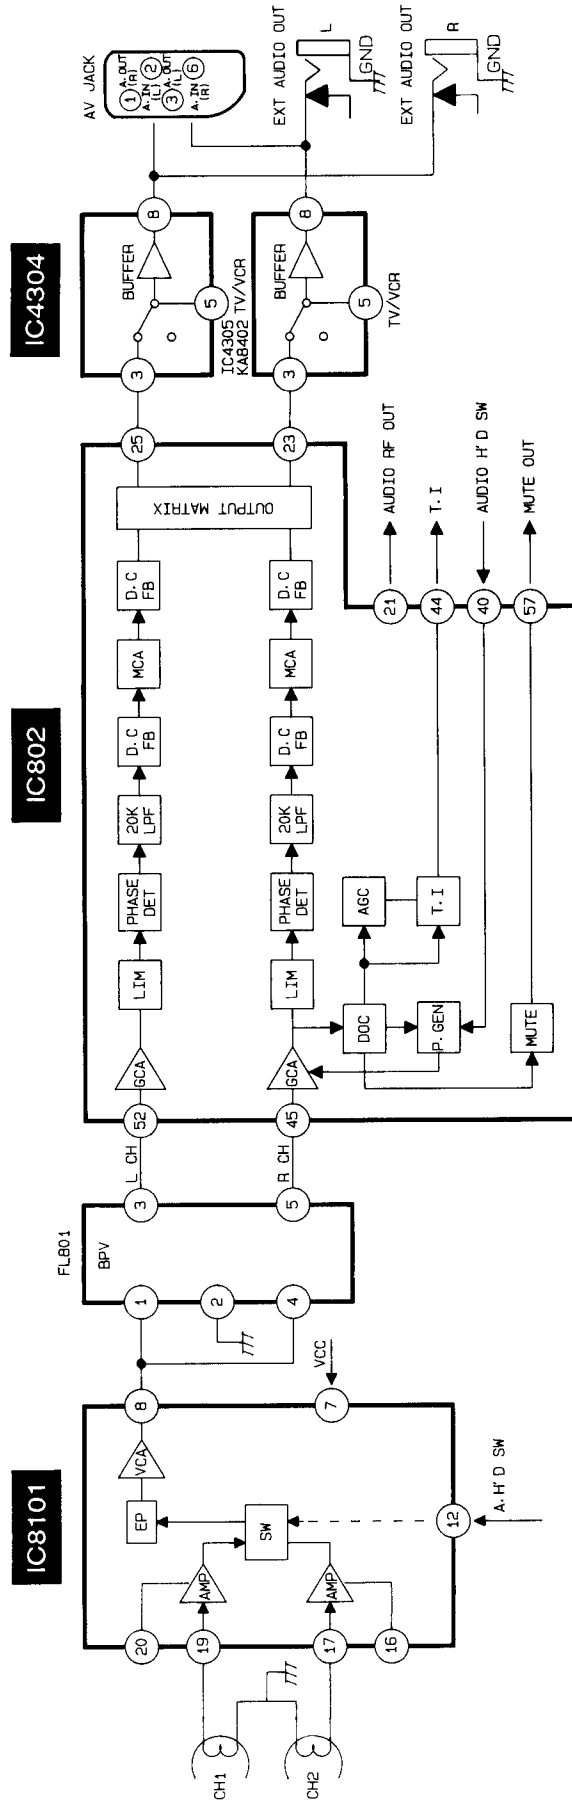 IC8101
CH1
CH2
20
19
17
16
AMP
AMP
SW
EP
VCA
8
7
VCC
12
A. H' D SW
FL801
BPV
1
2
4
3
5
L CH
R CH
IC802
52
45
GCA
LIM
PHASE
DET
20K
LPF
D. C
FB
MCA
D. C
FB
GCA
LIM
PHASE
DET
20K
LPF
D. C
FB
MCA
D. C
FB
OUTPUT MATRIX
DOC
AGC
P. GEN
T. I
MUTE
25
23
21
AUDIO RF OUT
44
T. I
40
AUDIO H' D SW
57
MUTE OUT
IC4304
3
BUFFER
8
5
TV/VCR
IC4305
KA8402
3
BUFFER
8
5
TV/VCR
AV JACK
1
A. OUT
(R)
A. IN
(L)
2
3
A. OUT
(L)
A. IN
(R)
6
EXT AUDIO OUT
L
GND
EXT AUDIO OUT
R
GND